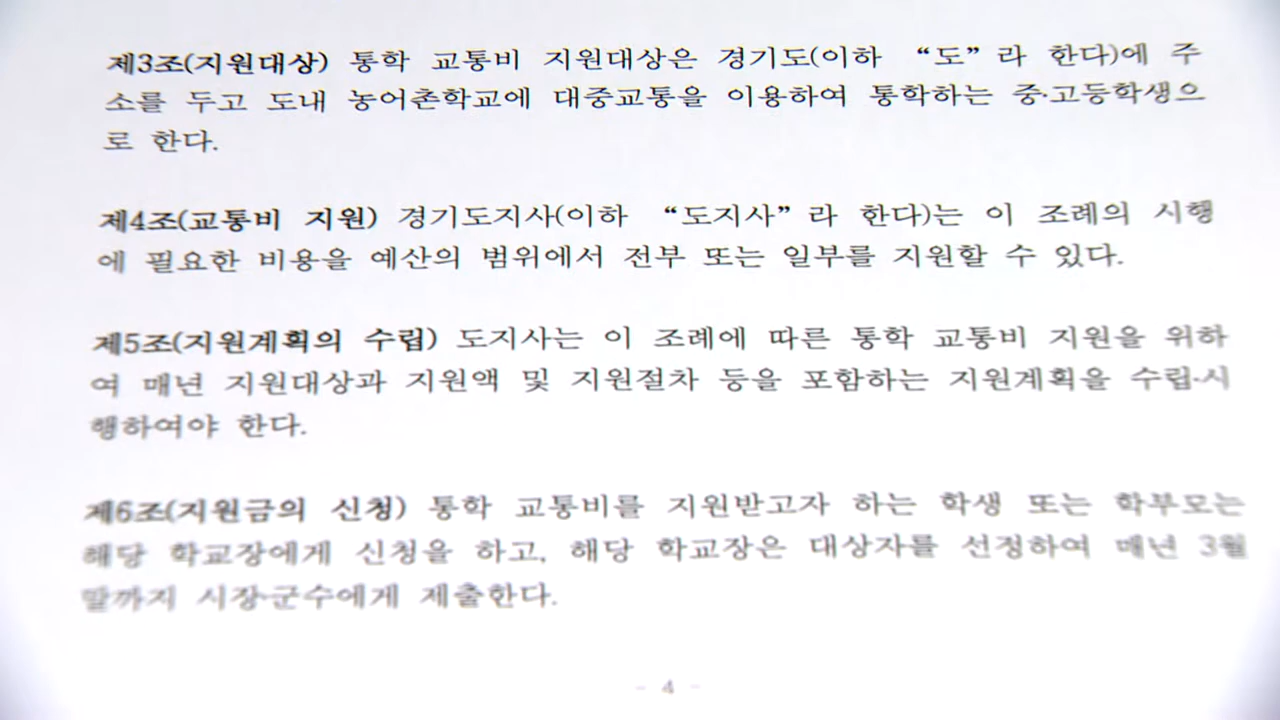 제3조(지원대상) 통학 교통비 지원대상은 경기도(이하 “도”라 한다)에 주
소를 두고 도내 농어촌학교에 대중교통을 이용하여 통학하는 중·고등학생으
로 한다.
제4조(교통비 지원) 경기도지사(이하 “도지사”라 한다)는 이 조례의 시행
에 필요한 비용을 예산의 범위에서 전부 또는 일부를 지원할 수 있다.
제5조(지원계획의 수립) 도지사는 이 조례에 따른 통학 교통비 지원을 위하
여 매년 지원대상과 지원액 및 지원절차 등을 포함하는 지원계획을 수립·시
행하여야 한다.
제6조(지원금의 신청) 통학 교통비를 지원받고자 하는 학생 또는 학부모는
해당 학교장에게 신청을 하고, 해당 학교장은 대상자를 선정하여 매년 3월
말까지 시장·군수에게 제출한다.
- 4 -